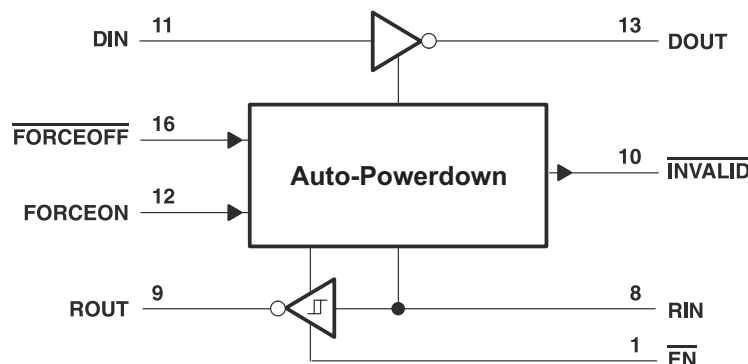 DIN 11 13 DOUT
FORCEOFF 16
Auto-Powerdown
10 INVALID
FORCEON 12
ROUT 9 8 RIN
1 EN